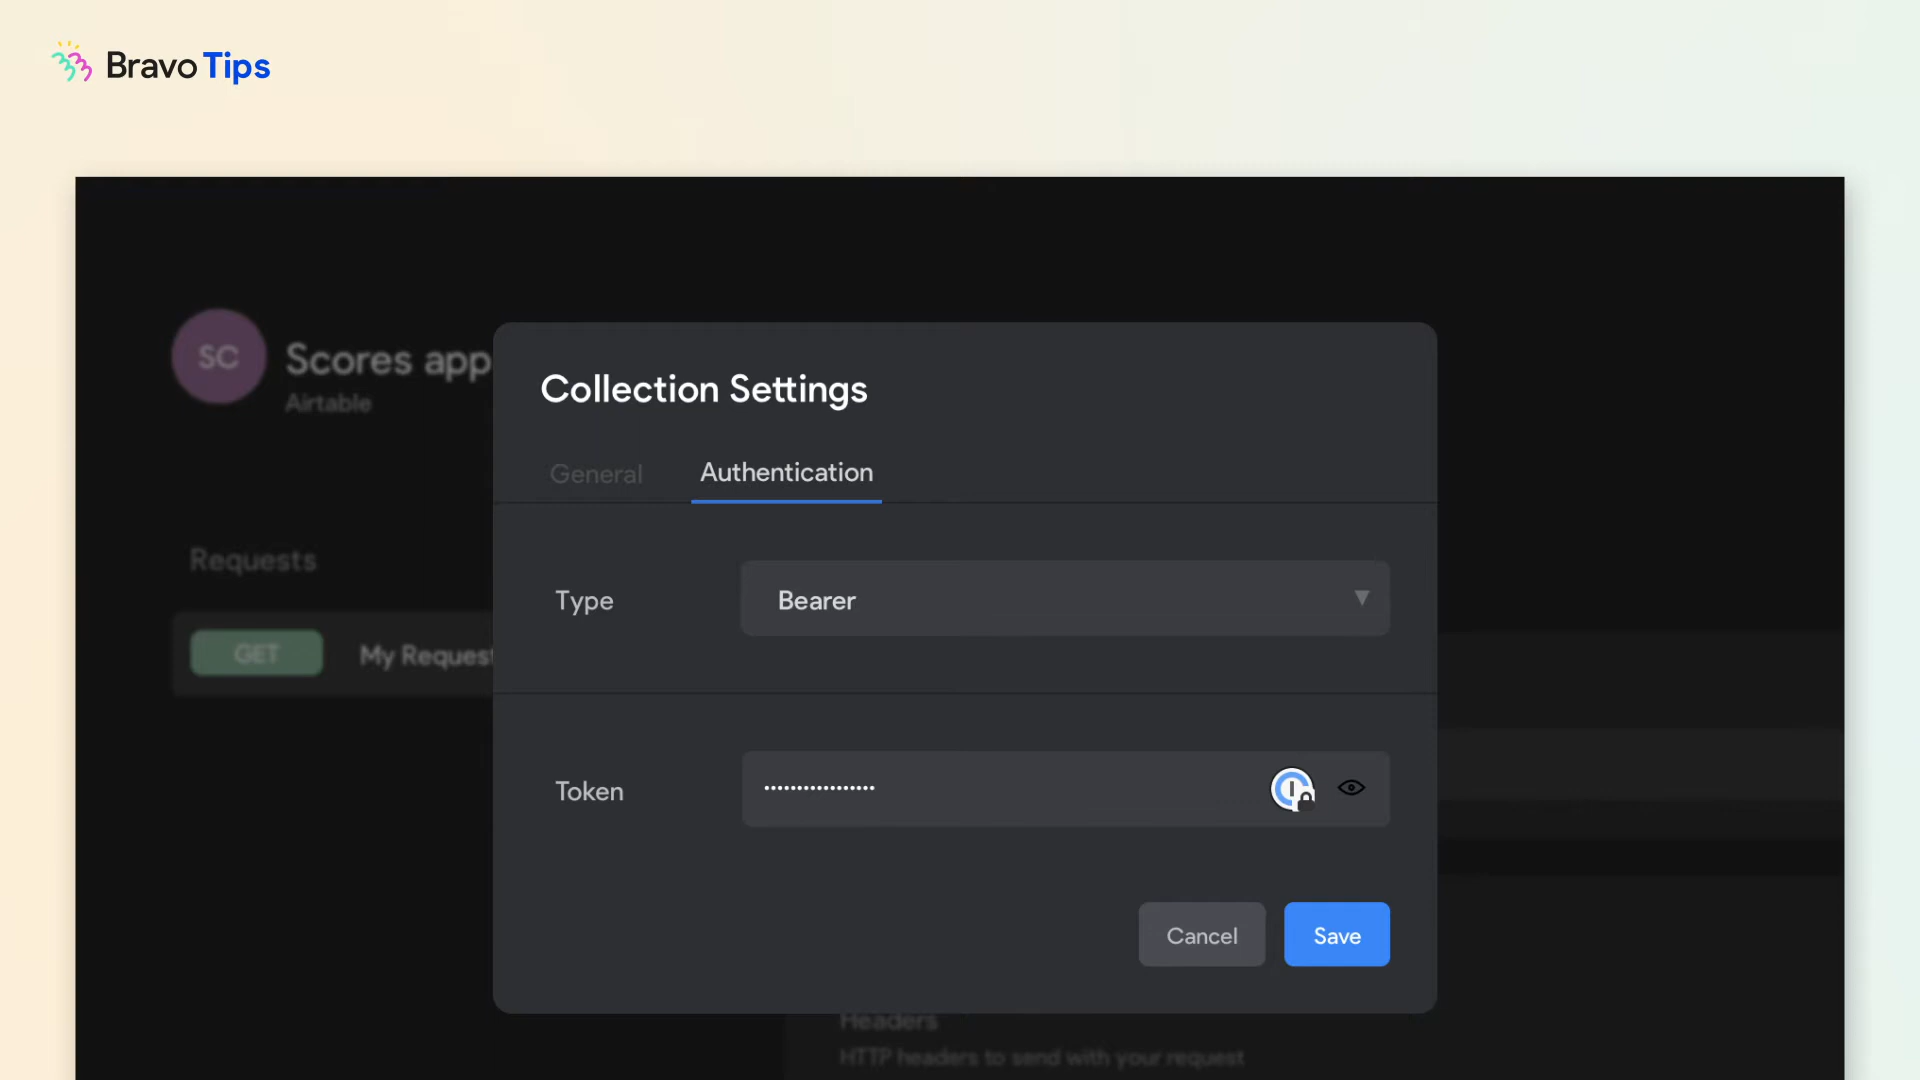 Bravo Tips
SC
Scores app
Airtable
Collection Settings
General
Authentication
Requests
Type
Bearer
GET
My Request
Token
••••••••••••••••
Cancel
Save
Headers
HTTP headers to send with your request